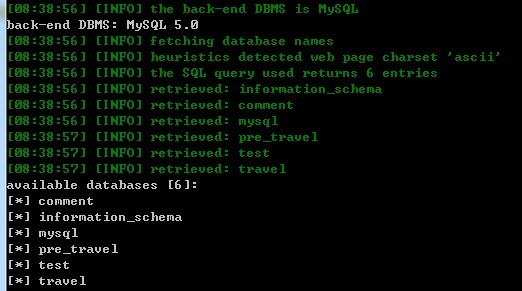 [08:38:56] [INFO] the back-end DBMS is MySQL
back-end DBMS: MySQL 5.0
[08:38:56] [INFO] fetching database names
[08:38:56] [INFO] heuristics detected web page charset 'ascii'
[08:38:56] [INFO] the SQL query used returns 6 entries
[08:38:56] [INFO] retrieved: information_schema
[08:38:56] [INFO] retrieved: comment
[08:38:56] [INFO] retrieved: mysql
[08:38:57] [INFO] retrieved: pre_travel
[08:38:57] [INFO] retrieved: test
[08:38:57] [INFO] retrieved: travel
available databases [6]:
[*] comment
[*] information_schema
[*] mysql
[*] pre_travel
[*] test
[*] travel